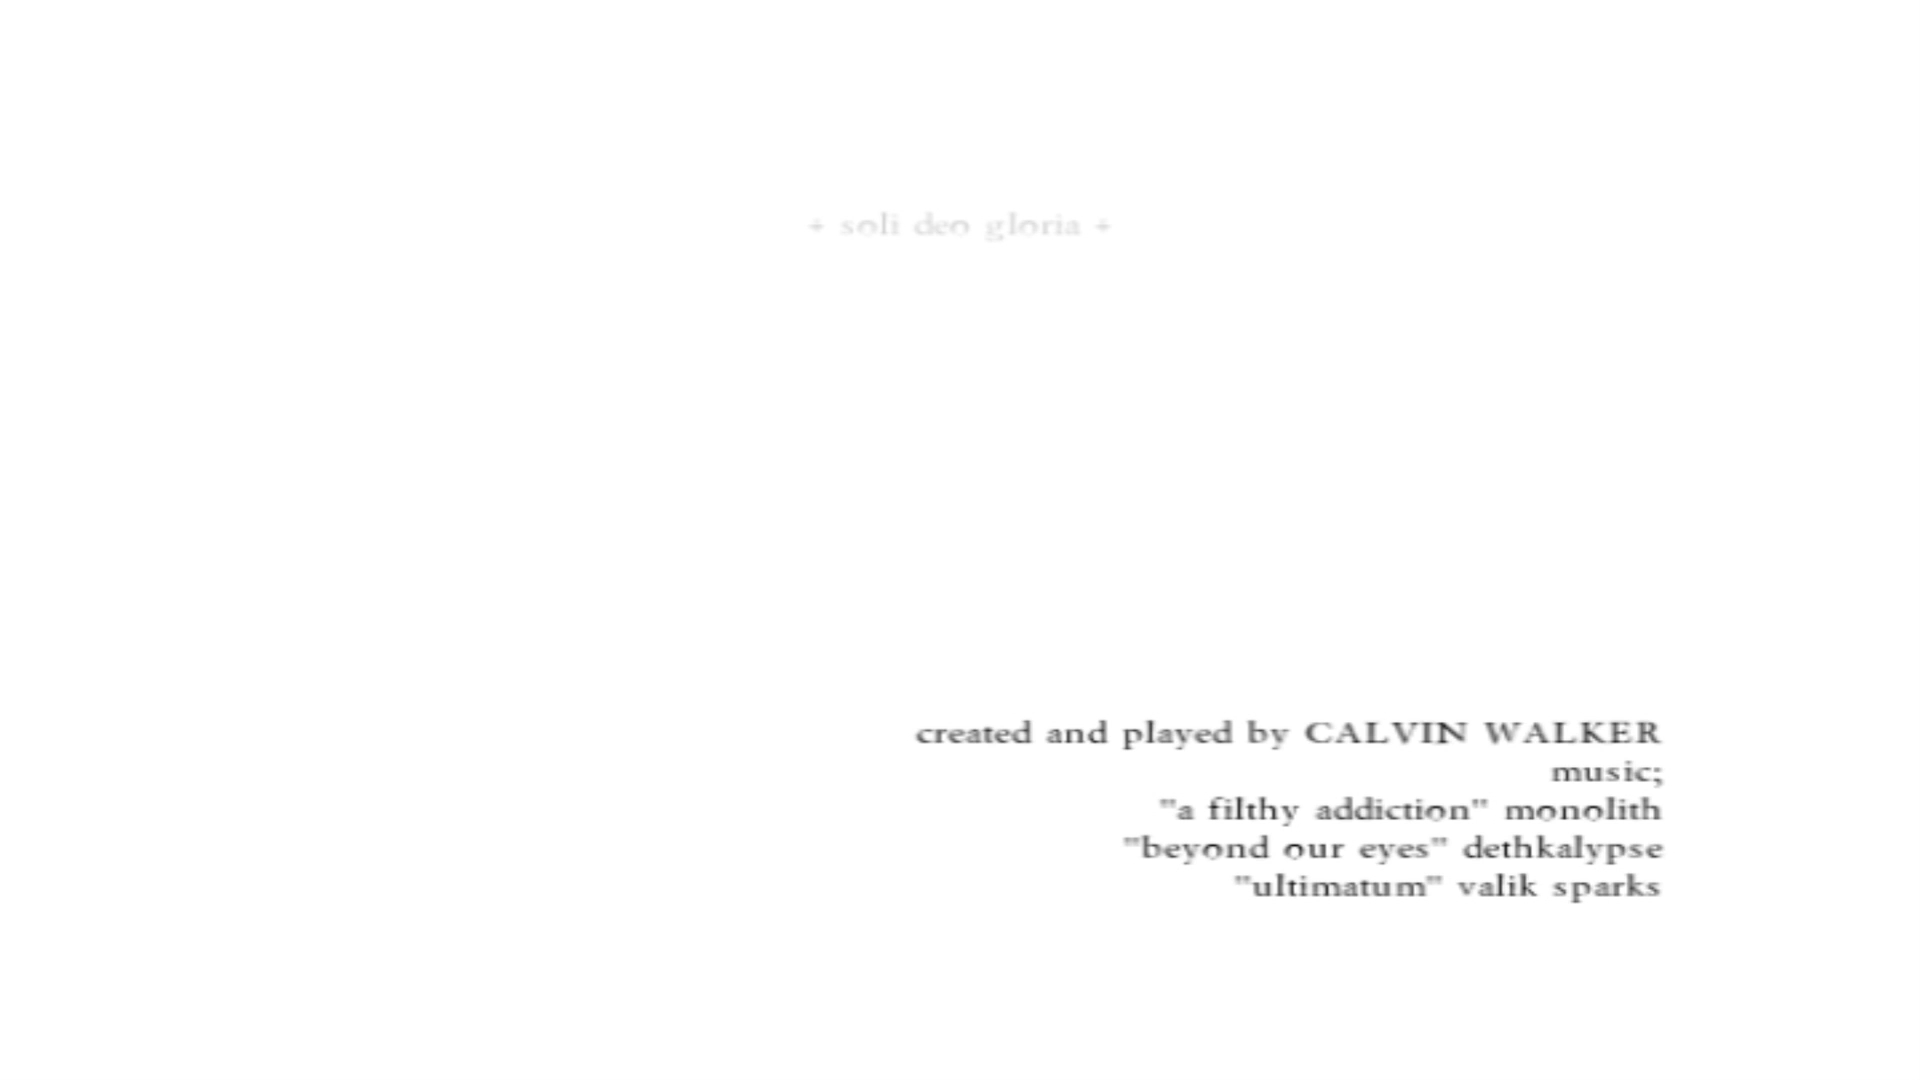 + soli deo gloria +
created and played by CALVIN WALKER
music;
"a filthy addiction" monolith
"beyond our eyes" dethkalypse
"ultimatum" valik sparks